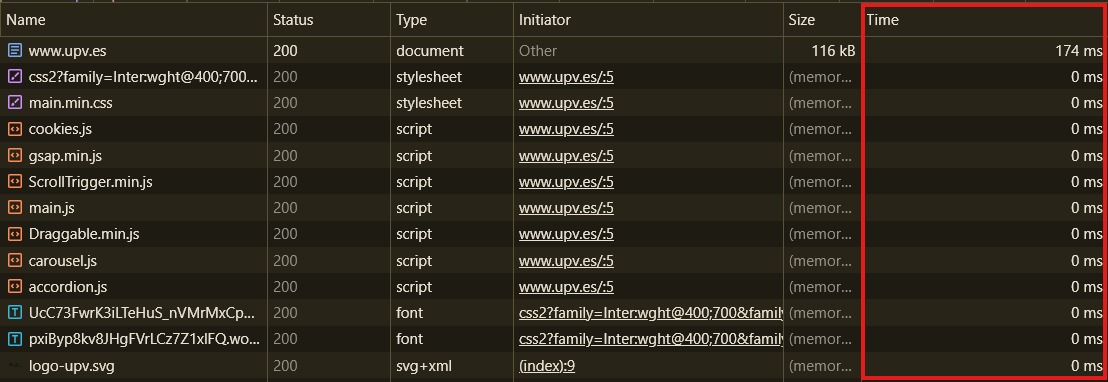 Name Status Type Initiator Size Time
www.upv.es 200 document Other 116 kB 174 ms
css2?family=Inter:wght@400;700... 200 stylesheet www.upv.es/:5 (memor... 0 ms
main.min.css 200 stylesheet www.upv.es/:5 (memor... 0 ms
cookies.js 200 script www.upv.es/:5 (memor... 0 ms
gsap.min.js 200 script www.upv.es/:5 (memor... 0 ms
ScrollTrigger.min.js 200 script www.upv.es/:5 (memor... 0 ms
main.js 200 script www.upv.es/:5 (memor... 0 ms
Draggable.min.js 200 script www.upv.es/:5 (memor... 0 ms
carousel.js 200 script www.upv.es/:5 (memor... 0 ms
accordion.js 200 script www.upv.es/:5 (memor... 0 ms
UcC73FwrK3iLTeHuS_nVMrMxCp... 200 font css2?family=Inter:wght@400;700&family (memor... 0 ms
pxiByp8kv8JHgFVrLCz7Z1xlFQ.wo... 200 font css2?family=Inter:wght@400;700&family (memor... 0 ms
logo-upv.svg 200 svg+xml (index):9 (memor... 0 ms